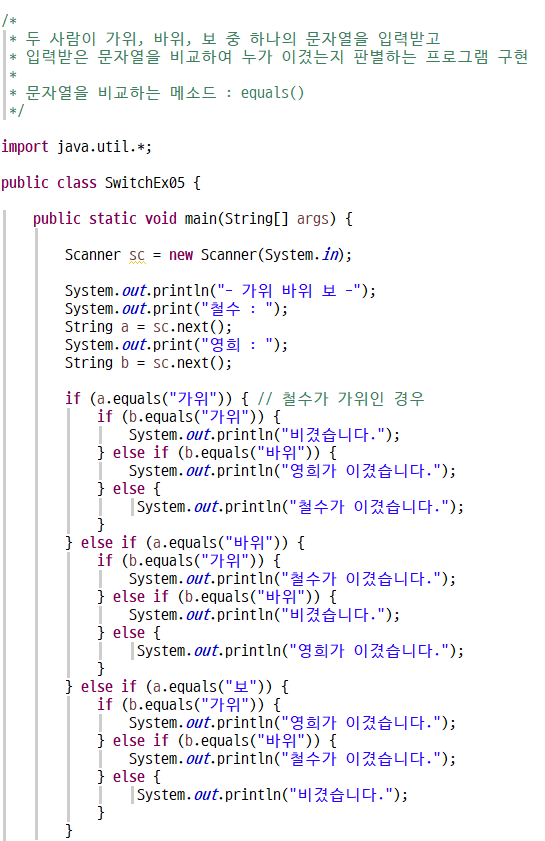 /*
 * 두 사람이 가위, 바위, 보 중 하나의 문자열을 입력받고
 * 입력받은 문자열을 비교하여 누가 이겼는지 판별하는 프로그램 구현
 *
 * 문자열을 비교하는 메소드 : equals()
 */

import java.util.*;

public class SwitchEx05 {

    public static void main(String[] args) {

        Scanner sc = new Scanner(System.in);

        System.out.println("- 가위 바위 보 -");
        System.out.print("철수 : ");
        String a = sc.next();
        System.out.print("영희 : ");
        String b = sc.next();

        if (a.equals("가위")) { // 철수가 가위인 경우
            if (b.equals("가위")) {
                System.out.println("비겼습니다.");
            } else if (b.equals("바위")) {
                System.out.println("영희가 이겼습니다.");
            } else {
                System.out.println("철수가 이겼습니다.");
            }
        } else if (a.equals("바위")) {
            if (b.equals("가위")) {
                System.out.println("철수가 이겼습니다.");
            } else if (b.equals("바위")) {
                System.out.println("비겼습니다.");
            } else {
                System.out.println("영희가 이겼습니다.");
            }
        } else if (a.equals("보")) {
            if (b.equals("가위")) {
                System.out.println("영희가 이겼습니다.");
            } else if (b.equals("바위")) {
                System.out.println("철수가 이겼습니다.");
            } else {
                System.out.println("비겼습니다.");
            }
        }